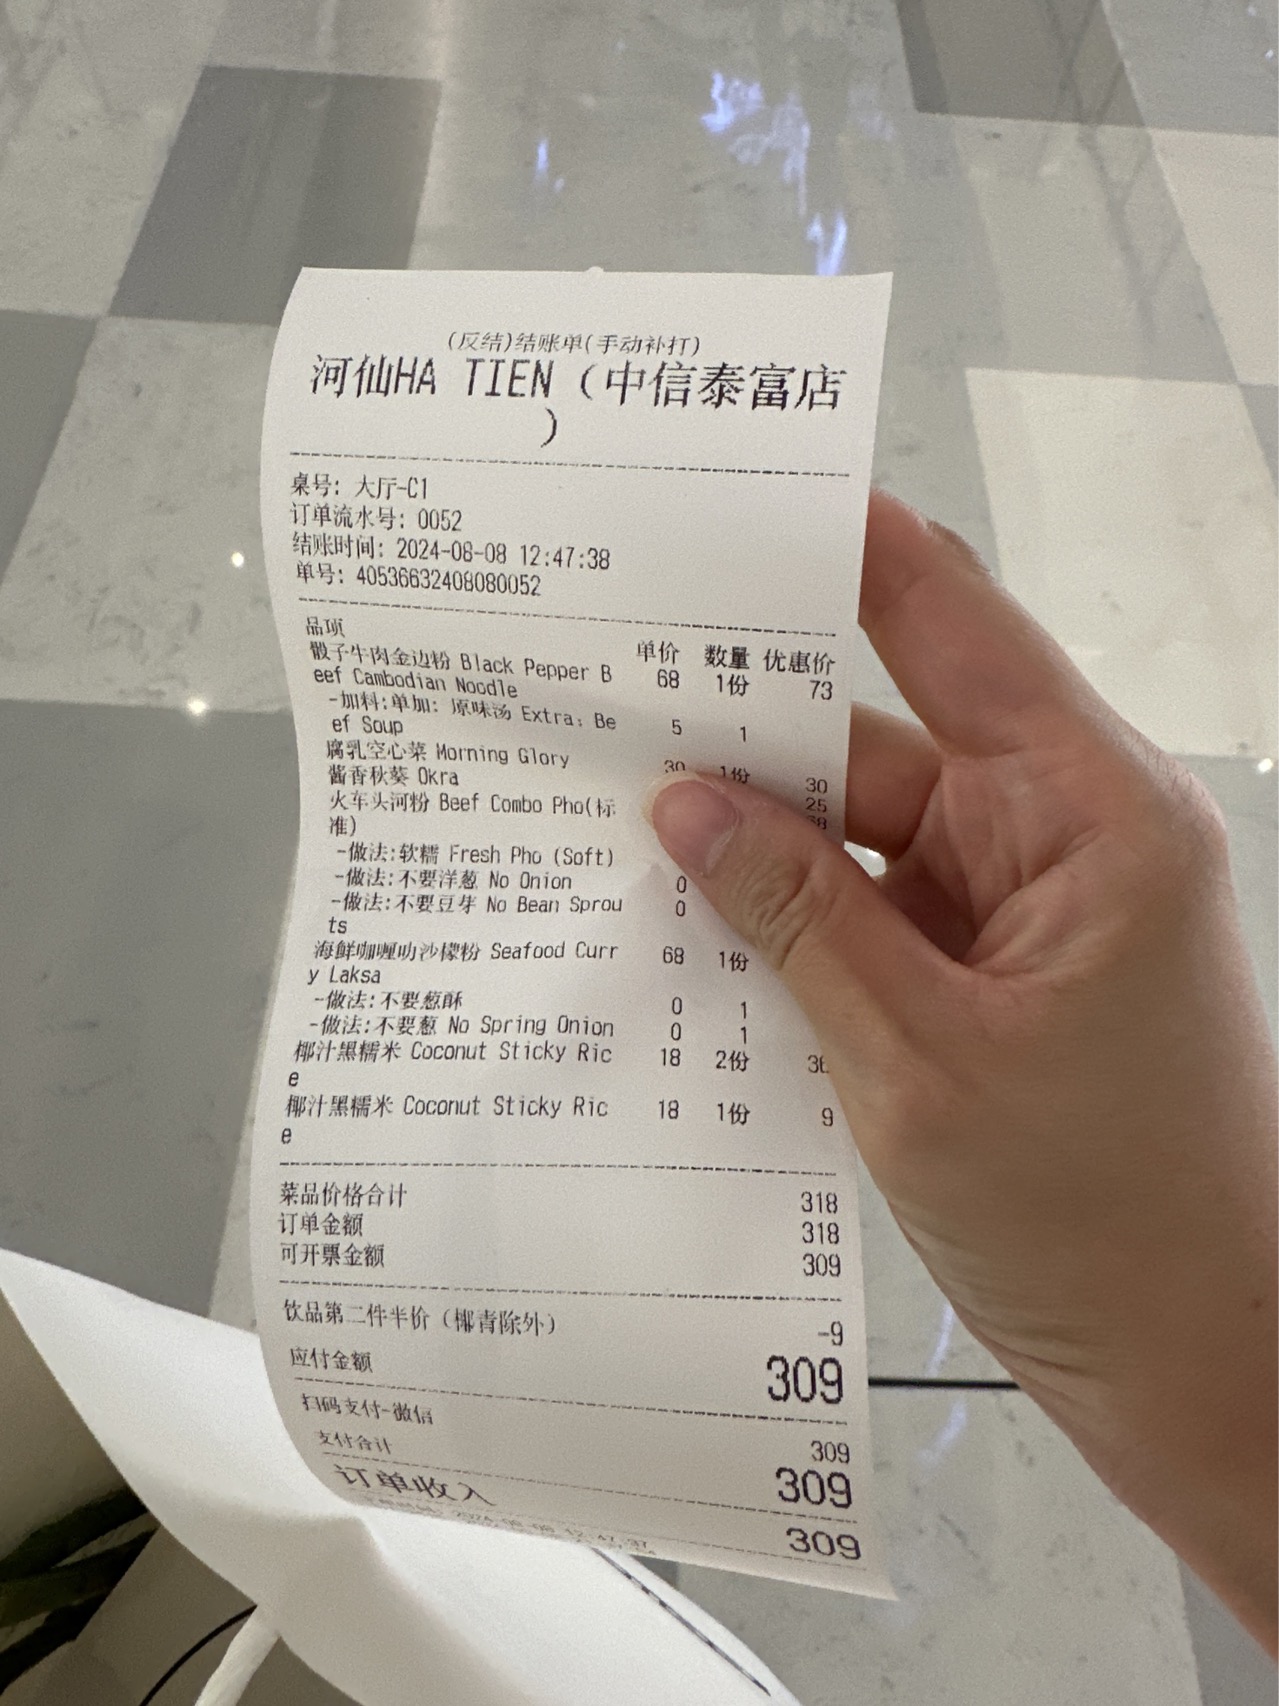 (反结)结账单(手动补打)
河仙HA TIEN（中信泰富店
）
桌号: 大厅-C1
订单流水号: 0052
结账时间: 2024-08-08 12:47:38
单号: 40536632408080052
品项 单价 数量 优惠价
骰子牛肉金边粉 Black Pepper B 68 1份 73
eef Cambodian Noodle
-加料:单加: 原味汤 Extra: Be 5 1
ef Soup
腐乳空心菜 Morning Glory 30 1份 30
酱香秋葵 Okra 25
火车头河粉 Beef Combo Pho(标 68
准)
-做法:软糯 Fresh Pho (Soft)
-做法:不要洋葱 No Onion 0
-做法:不要豆芽 No Bean Sprou 0
ts
海鲜咖喱叻沙檬粉 Seafood Curr 68 1份
y Laksa
-做法:不要葱酥 0 1
-做法:不要葱 No Spring Onion 0 1
椰汁黑糯米 Coconut Sticky Ric 18 2份 36
e
椰汁黑糯米 Coconut Sticky Ric 18 1份 9
e
菜品价格合计 318
订单金额 318
可开票金额 309
饮品第二件半价（椰青除外） -9
应付金额 309
扫码支付-微信 309
支付合计 309
订单收入 309
2024-08-08 12:47:37